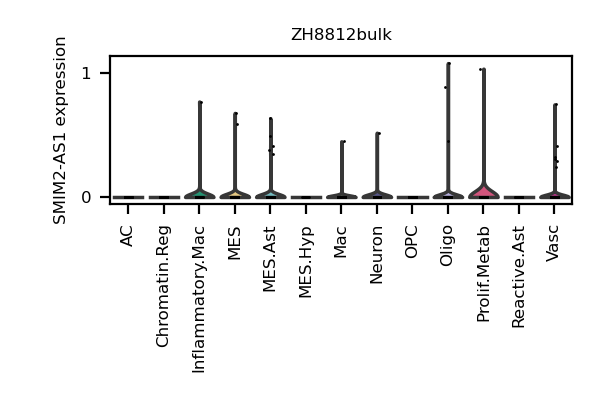 ZH8812bulk
SMIM2-AS1 expression
1
0
AC
Chromatin.Reg
Inflammatory.Mac
MES
MES.Ast
MES.Hyp
Mac
Neuron
OPC
Oligo
Prolif.Metab
Reactive.Ast
Vasc